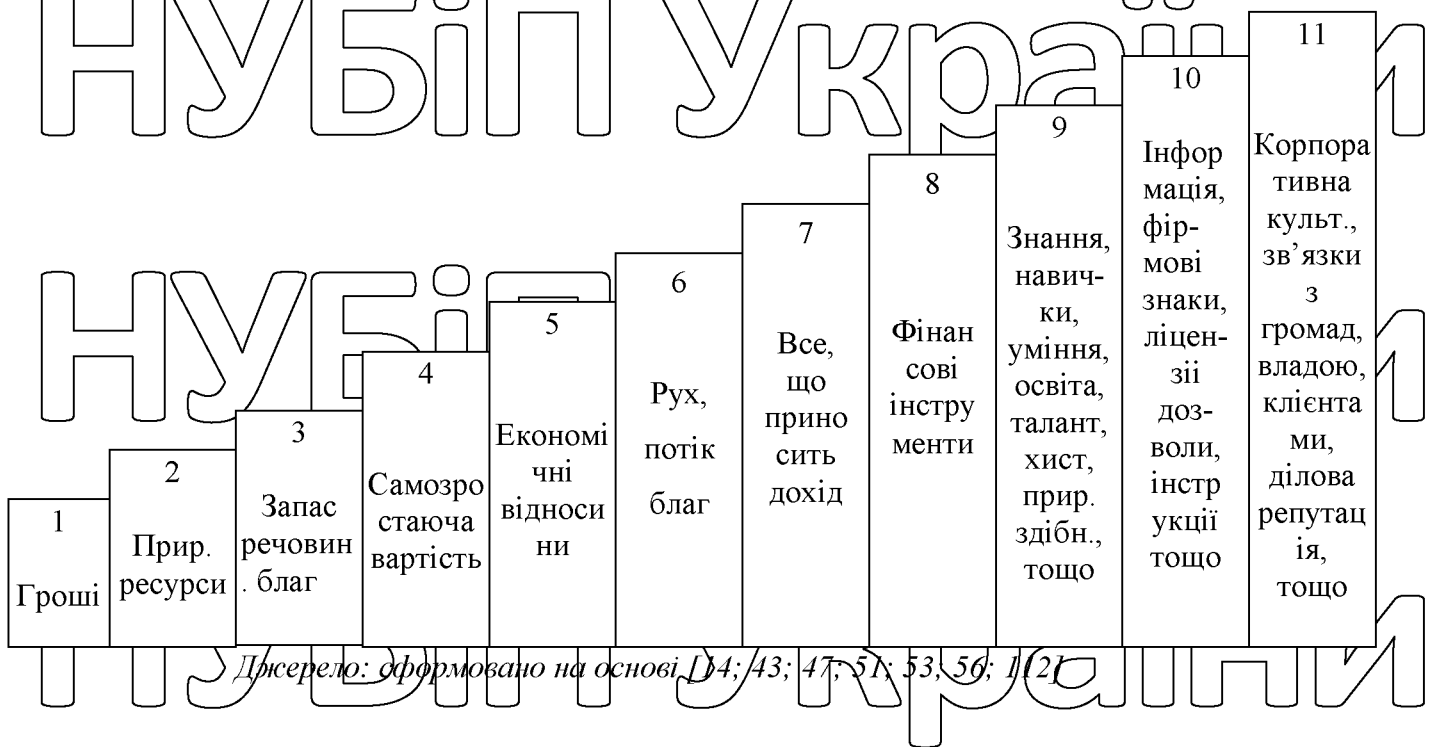 НУБіП України
НУБіП України
НУБіП України
1
Гроші
2
Прир.
ресурси
3
Запас
речовин
. благ
4
Самозро
стаюча
вартість
5
Економі
чні
відноси
ни
6
Рух,
потік
благ
7
Все,
що
прино
сить
дохід
8
Фінан
сові
інстру
менти
9
Знання,
навич-
ки,
уміння,
освіта,
талант,
хист,
прир.
здібн.,
тощо
10
Інфор
мація,
фір-
мові
знаки,
ліцен-
зіі
доз-
воли,
інстр
укції
тощо
11
Корпора
тивна
культ.,
зв’язки
з
громад,
владою,
клієнта
ми,
ділова
репутац
ія,
тощо
Джерело: сформовано на основі [14; 43; 47; 51; 53; 56; 112]